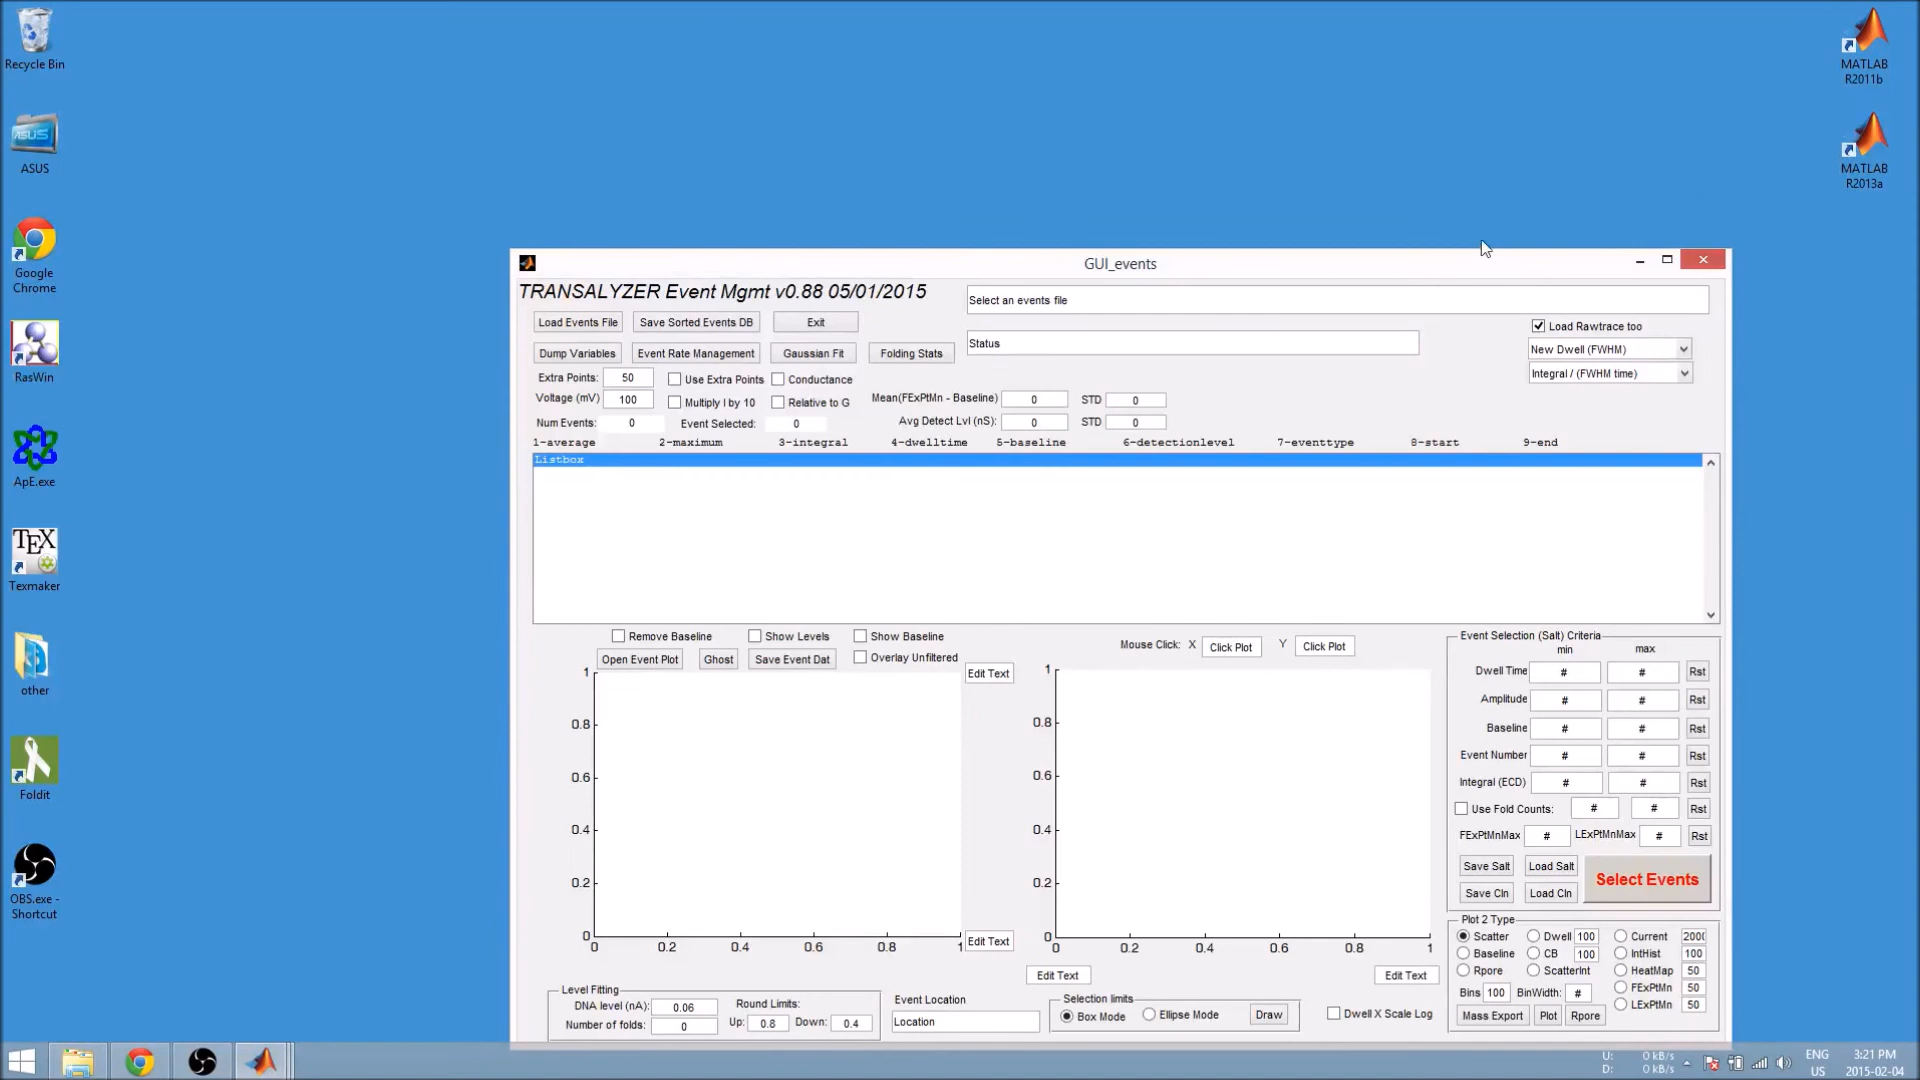 Recycle Bin
ASUS
Google
Chrome
RasWin
ApE.exe
TEX
Texmaker
other
Foldit
OBS.exe -
Shortcut
MATLAB
R2011b
MATLAB
R2013a
GUI_events
TRANSALYZER Event Mgmt v0.88 05/01/2015
Select an events file
Load Events File Save Sorted Events DB Exit
Load Rawtrace too
Status
New Dwell (FWHM)
Dump Variables Event Rate Management Gaussian Fit Folding Stats
Integral / (FWHM time)
Extra Points: 50 Use Extra Points Conductance
Voltage (mV) 100 Multiply I by 10 Relative to G Mean(FExPtMn - Baseline) 0 STD 0
Num Events: 0 Event Selected: 0 Avg Detect Lvl (nS): 0 STD 0
1-average 2-maximum 3-integral 4-dwelltime 5-baseline 6-detectionlevel 7-eventtype 8-start 9-end
Listbox
Remove Baseline Show Levels Show Baseline
Open Event Plot Ghost Save Event Dat Overlay Unfiltered
Mouse Click: X Click Plot Y Click Plot
Edit Text
1
0.8
0.6
0.4
0.2
0
0 0.2 0.4 0.6 0.8 1
Edit Text
1
0.8
0.6
0.4
0.2
0
0 0.2 0.4 0.6 0.8 1
Edit Text Edit Text
Event Selection (Salt) Criteria
min max
Dwell Time # # Rst
Amplitude # # Rst
Baseline # # Rst
Event Number # # Rst
Integral (ECD) # # Rst
Use Fold Counts: # # Rst
FExPtMnMax # LExPtMnMax # Rst
Save Salt Load Salt Select Events
Save Cln Load Cln
Plot 2 Type
Scatter Dwell 100 Current
Baseline CB 100 IntHist 100
Rpore ScatterInt HeatMap 50
FExPtMn 50
Bins 100 BinWidth: # LExPtMn 50
Mass Export Plot Rpore
Level Fitting
DNA level (nA): 0.06 Round Limits:
Number of folds: 0 Up: 0.8 Down: 0.4
Event Location
Location
Selection limits
Box Mode Ellipse Mode Draw
Dwell X Scale Log
U: 0 kB/s
D: 0 kB/s
ENG
US
3:21 PM
2015-02-04